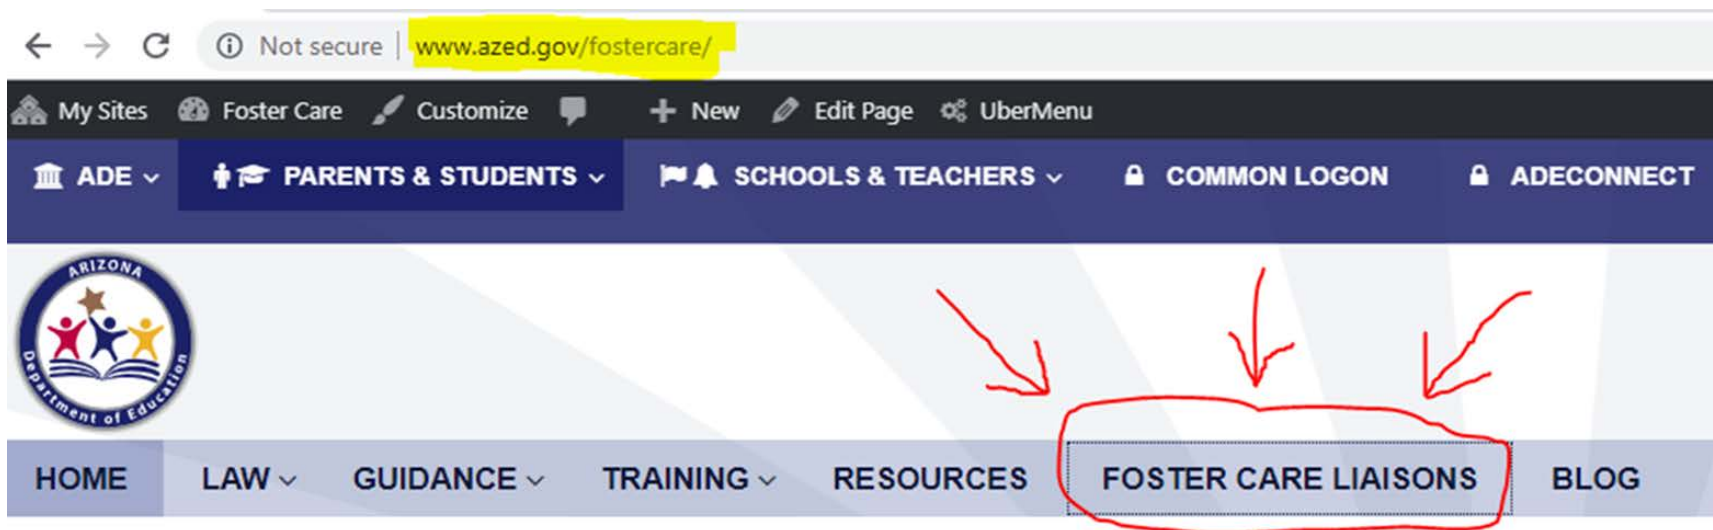 Not secure | www.azed.gov/fostercare/
My Sites Foster Care Customize New Edit Page UberMenu
ADE PARENTS & STUDENTS SCHOOLS & TEACHERS COMMON LOGON ADECONNECT
ARIZONA
Department of Education
HOME LAW GUIDANCE TRAINING RESOURCES FOSTER CARE LIAISONS BLOG